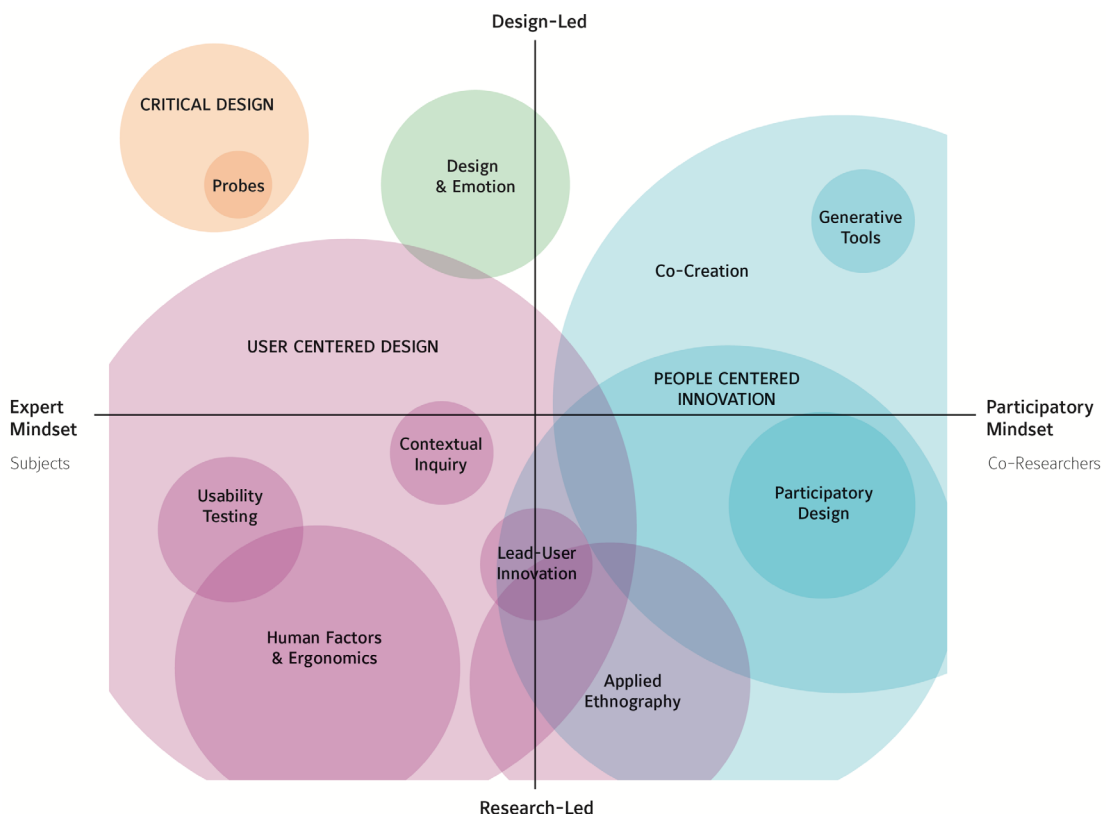 Design-Led
CRITICAL DESIGN
Probes
Design
& Emotion
Generative
Tools
Co-Creation
USER CENTERED DESIGN
PEOPLE CENTERED
INNOVATION
Expert
Mindset
Subjects
Participatory
Mindset
Co-Researchers
Contextual
Inquiry
Usability
Testing
Participatory
Design
Lead-User
Innovation
Human Factors
& Ergonomics
Applied
Ethnography
Research-Led